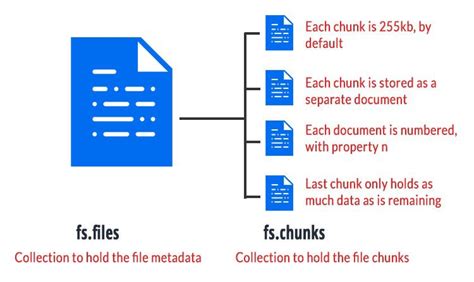 Each chunk is 255kb, by
default
Each chunk is stored as a
separate document
Each document is numbered,
with property n
Last chunk only holds as
much data as is remaining
fs.files
Collection to hold the file metadata
fs.chunks
Collection to hold the file chunks